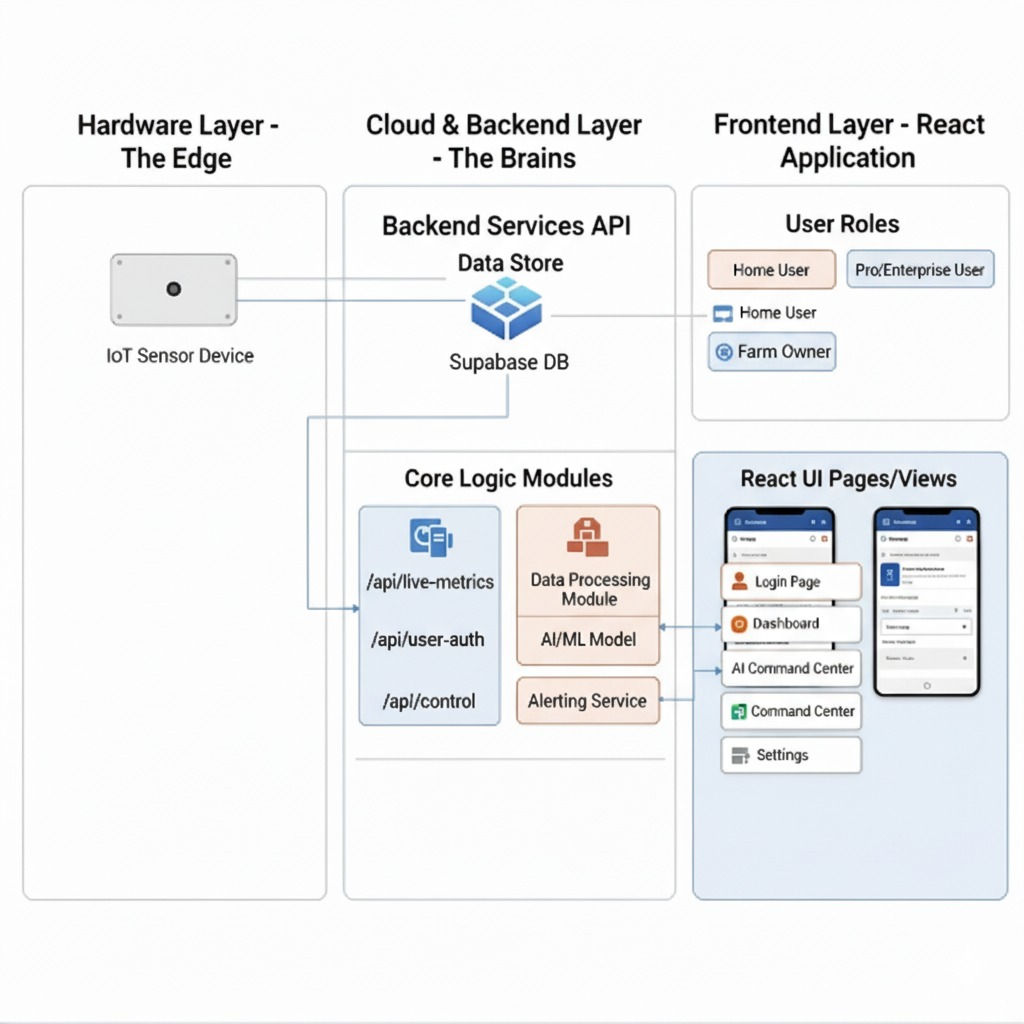 Hardware Layer -
The Edge
Cloud & Backend Layer
- The Brains
Frontend Layer - React
Application
IoT Sensor Device
Backend Services API
Data Store
Supabase DB
User Roles
Home User
Pro/Enterprise User
Home User
Farm Owner
Core Logic Modules
/api/live-metrics
/api/user-auth
/apl/control
Data Processing
Module
AI/ML Model
Alerting Service
React UI Pages/Views
Login Page
Dashboard
AI Command Center
Command Center
Settings